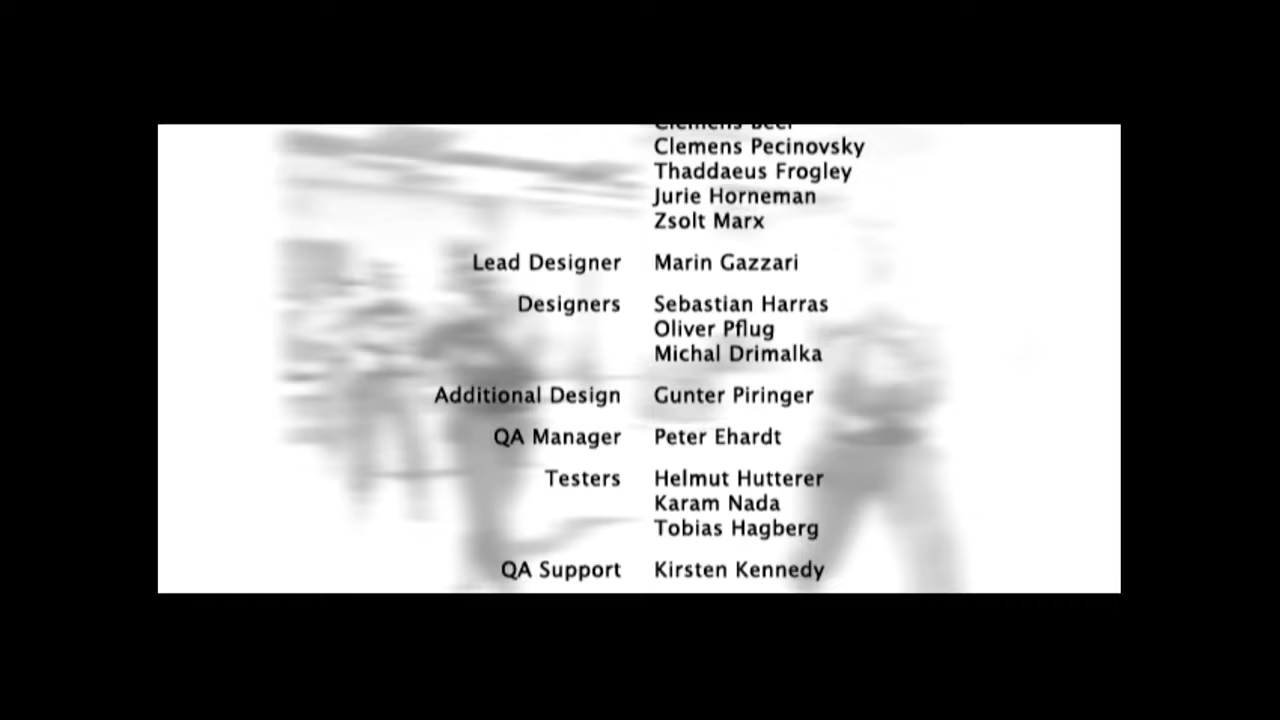 Clemens Beer
Clemens Pecinovsky
Thaddaeus Frogley
Jurie Horneman
Zsolt Marx
Lead Designer Marin Gazzari
Designers Sebastian Harras
Oliver Pflug
Michal Drimalka
Additional Design Gunter Piringer
QA Manager Peter Ehardt
Testers Helmut Hutterer
Karam Nada
Tobias Hagberg
QA Support Kirsten Kennedy